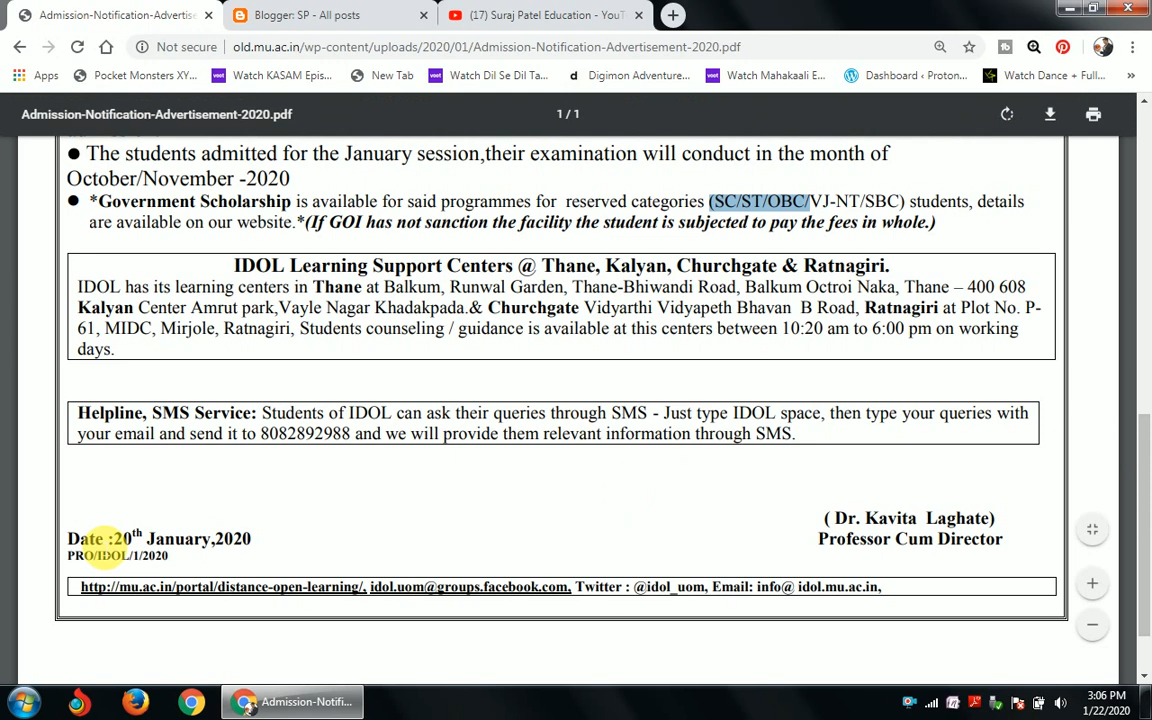 Admission-Notification-Advertise
Blogger: SP - All posts
(17) Suraj Patel Education - YouT
Not secure
old.mu.ac.in/wp-content/uploads/2020/01/Admission-Notification-Advertisement-2020.pdf
Apps
Pocket Monsters XY...
voot Watch KASAM Epis...
New Tab
voot Watch Dil Se Dil Ta...
d Digimon Adventure...
voot Watch Mahakaali E...
Dashboard ‹ Proton...
Watch Dance + Full...
»
Admission-Notification-Advertisement-2020.pdf
1 / 1
● The students admitted for the January session,their examination will conduct in the month of
October/November -2020
● *Government Scholarship is available for said programmes for reserved categories (SC/ST/OBC/VJ-NT/SBC) students, details
are available on our website.*(If GOI has not sanction the facility the student is subjected to pay the fees in whole.)
IDOL Learning Support Centers @ Thane, Kalyan, Churchgate & Ratnagiri.
IDOL has its learning centers in Thane at Balkum, Runwal Garden, Thane-Bhiwandi Road, Balkum Octroi Naka, Thane – 400 608
Kalyan Center Amrut park,Vayle Nagar Khadakpada.& Churchgate Vidyarthi Vidyapeth Bhavan B Road, Ratnagiri at Plot No. P-
61, MIDC, Mirjole, Ratnagiri, Students counseling / guidance is available at this centers between 10:20 am to 6:00 pm on working
days.
Helpline, SMS Service: Students of IDOL can ask their queries through SMS - Just type IDOL space, then type your queries with
your email and send it to 8082892988 and we will provide them relevant information through SMS.
( Dr. Kavita Laghate)
Date :20th January,2020
Professor Cum Director
PRO/IDOL/1/2020
http://mu.ac.in/portal/distance-open-learning/, idol.uom@groups.facebook.com, Twitter : @idol_uom, Email: info@ idol.mu.ac.in,
Admission-Notifi...
3:06 PM
1/22/2020